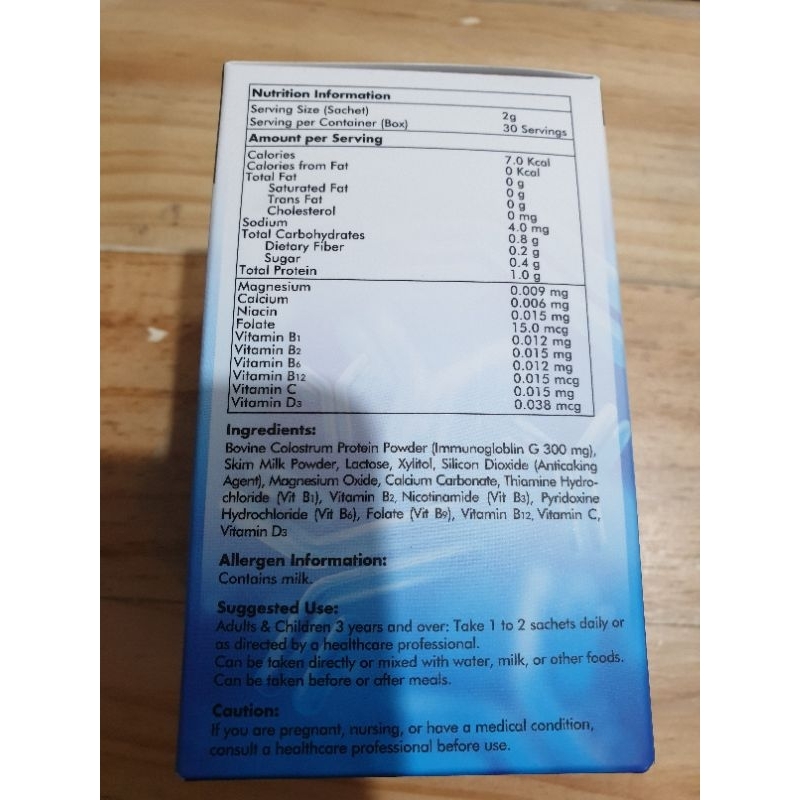 Nutrition Information
Serving Size (Sachet) 2g
Serving per Container (Box) 30 Servings
Amount per Serving
Calories 7.0 Kcal
Calories from Fat 0 Kcal
Total Fat 0 g
Saturated Fat 0 g
Trans Fat 0 g
Cholesterol 0 mg
Sodium 4.0 mg
Total Carbohydrates 0.8 g
Dietary Fiber 0.2 g
Sugar 0.4 g
Total Protein 1.0 g
Magnesium 0.009 mg
Calcium 0.006 mg
Niacin 0.015 mg
Folate 15.0 mcg
Vitamin B1 0.012 mg
Vitamin B2 0.015 mg
Vitamin B6 0.012 mg
Vitamin B12 0.015 mcg
Vitamin C 0.015 mg
Vitamin D3 0.038 mcg
Ingredients:
Bovine Colostrum Protein Powder (Immunogloblin G 300 mg),
Skim Milk Powder, Lactose, Xylitol, Silicon Dioxide (Anticaking
Agent), Magnesium Oxide, Calcium Carbonate, Thiamine Hydro-
chloride (Vit B1), Vitamin B2, Nicotinamide (Vit B3), Pyridoxine
Hydrochloride (Vit B6), Folate (Vit B9), Vitamin B12, Vitamin C,
Vitamin D3
Allergen Information:
Contains milk.
Suggested Use:
Adults & Children 3 years and over: Take 1 to 2 sachets daily or
as directed by a healthcare professional.
Can be taken directly or mixed with water, milk, or other foods.
Can be taken before or after meals.
Caution:
If you are pregnant, nursing, or have a medical condition,
consult a healthcare professional before use.